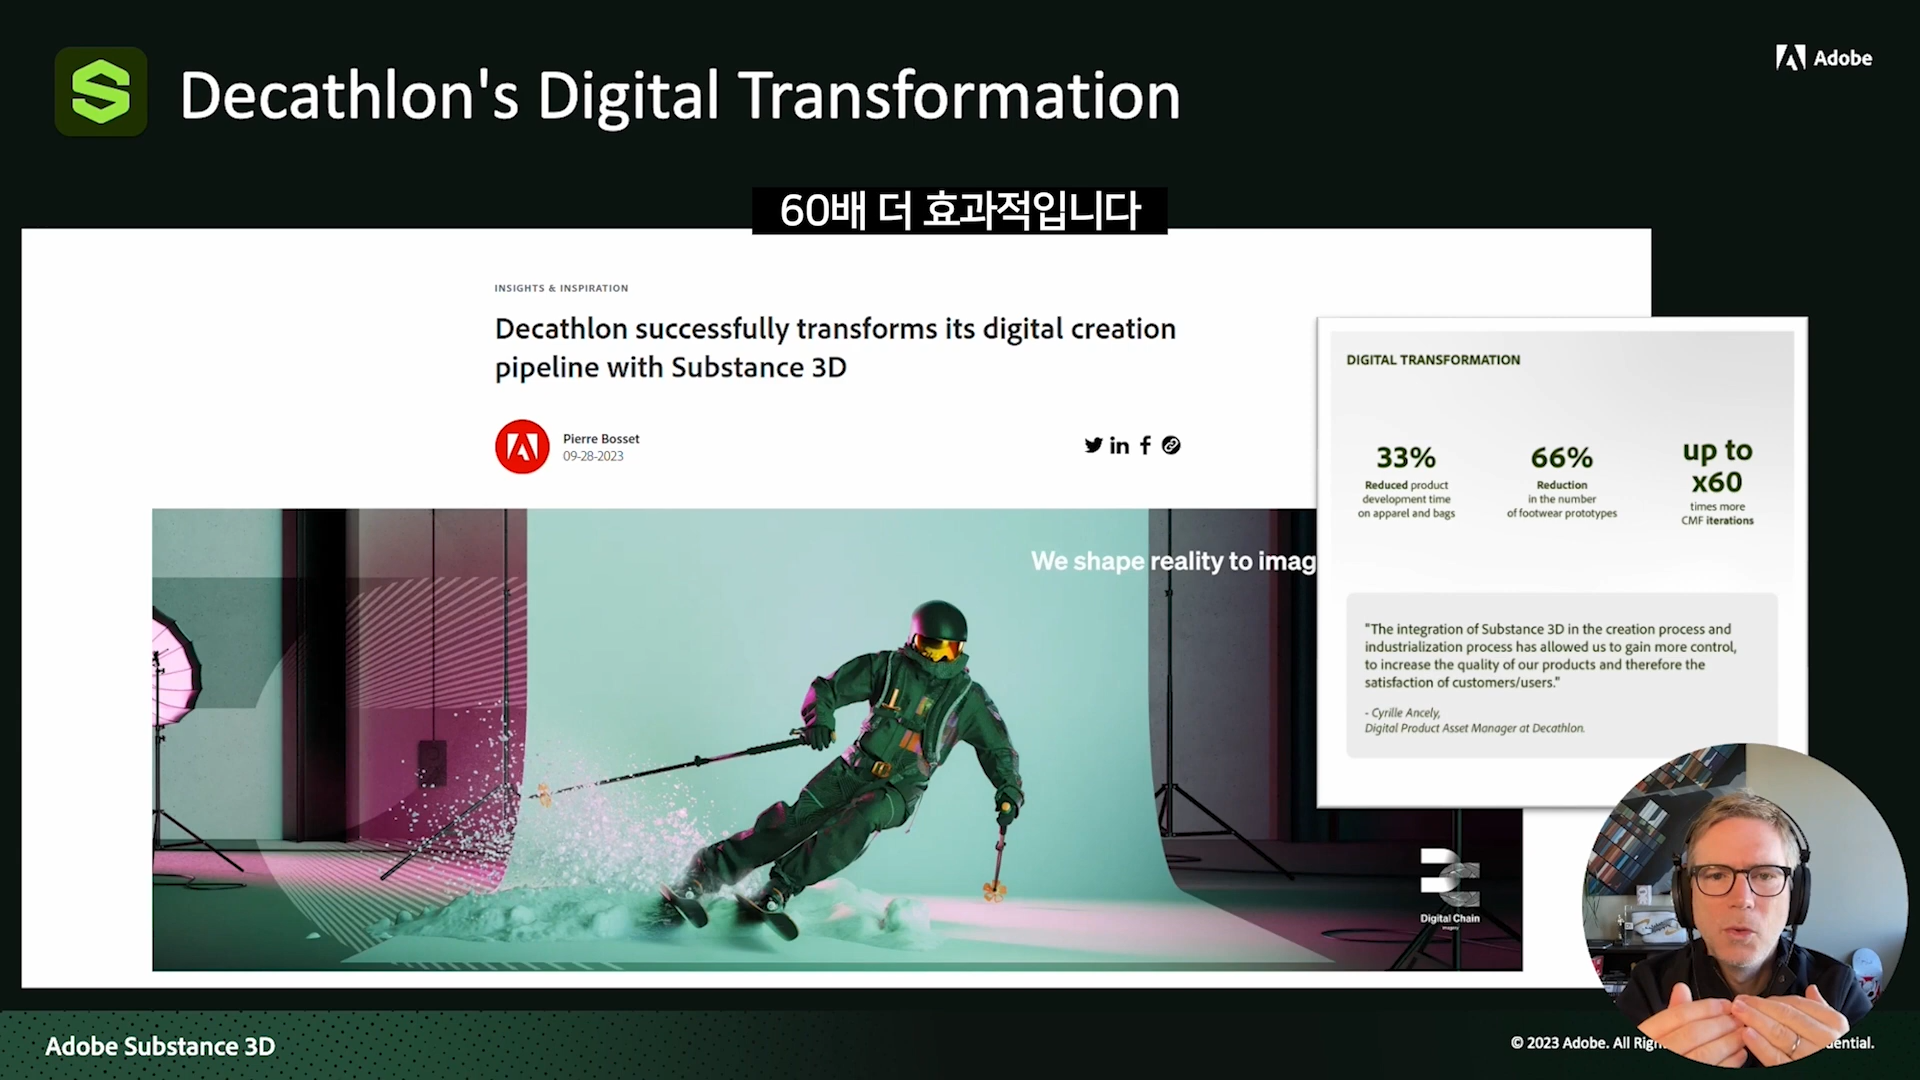 Decathlon's Digital Transformation
Adobe
60배 더 효과적입니다
INSIGHTS & INSPIRATION
Decathlon successfully transforms its digital creation
pipeline with Substance 3D
Pierre Bosset
09-28-2023
We shape reality to imag
DIGITAL TRANSFORMATION
33%
Reduced product
development time
on apparel and bags
66%
Reduction
in the number
of footwear prototypes
up to
x60
times more
CMF iterations
"The integration of Substance 3D in the creation process and
industrialization process has allowed us to gain more control,
to increase the quality of our products and therefore the
satisfaction of customers/users."
- Cyrille Ancely,
Digital Product Asset Manager at Decathlon.
Digital Chain
Adobe Substance 3D
© 2023 Adobe. All Righ
ential.